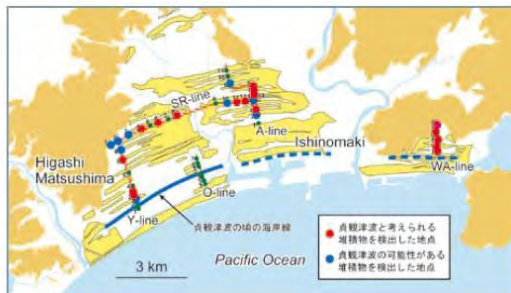 SR-line
A-line
Ishinomaki
Higashi
Matsushima
WA-line
O-line
Y-line
貞観津波の頃の海岸線
3 km
Pacific Ocean
貞観津波と考えられる
堆積物を検出した地点
貞観津波の可能性がある
堆積物を検出した地点